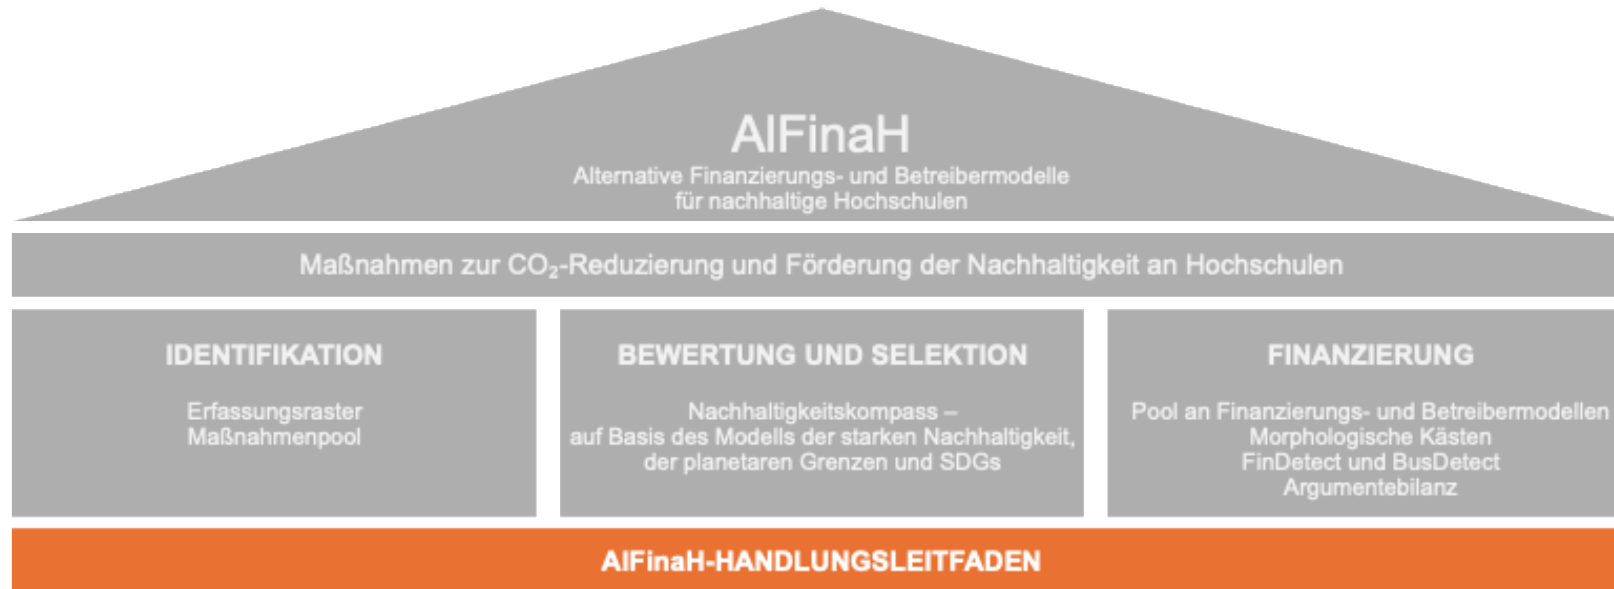 AlFinaH
Alternative Finanzierungs- und Betreibermodelle
für nachhaltige Hochschulen
Maßnahmen zur CO₂-Reduzierung und Förderung der Nachhaltigkeit an Hochschulen
IDENTIFIKATION
Erfassungsraster
Maßnahmenpool
BEWERTUNG UND SELEKTION
Nachhaltigkeitskompass –
auf Basis des Modells der starken Nachhaltigkeit,
der planetaren Grenzen und SDGs
FINANZIERUNG
Pool an Finanzierungs- und Betreibermodellen
Morphologische Kästen
FinDetect und BusDetect
Argumentebilanz
AlFinaH-HANDLUNGSLEITFADEN